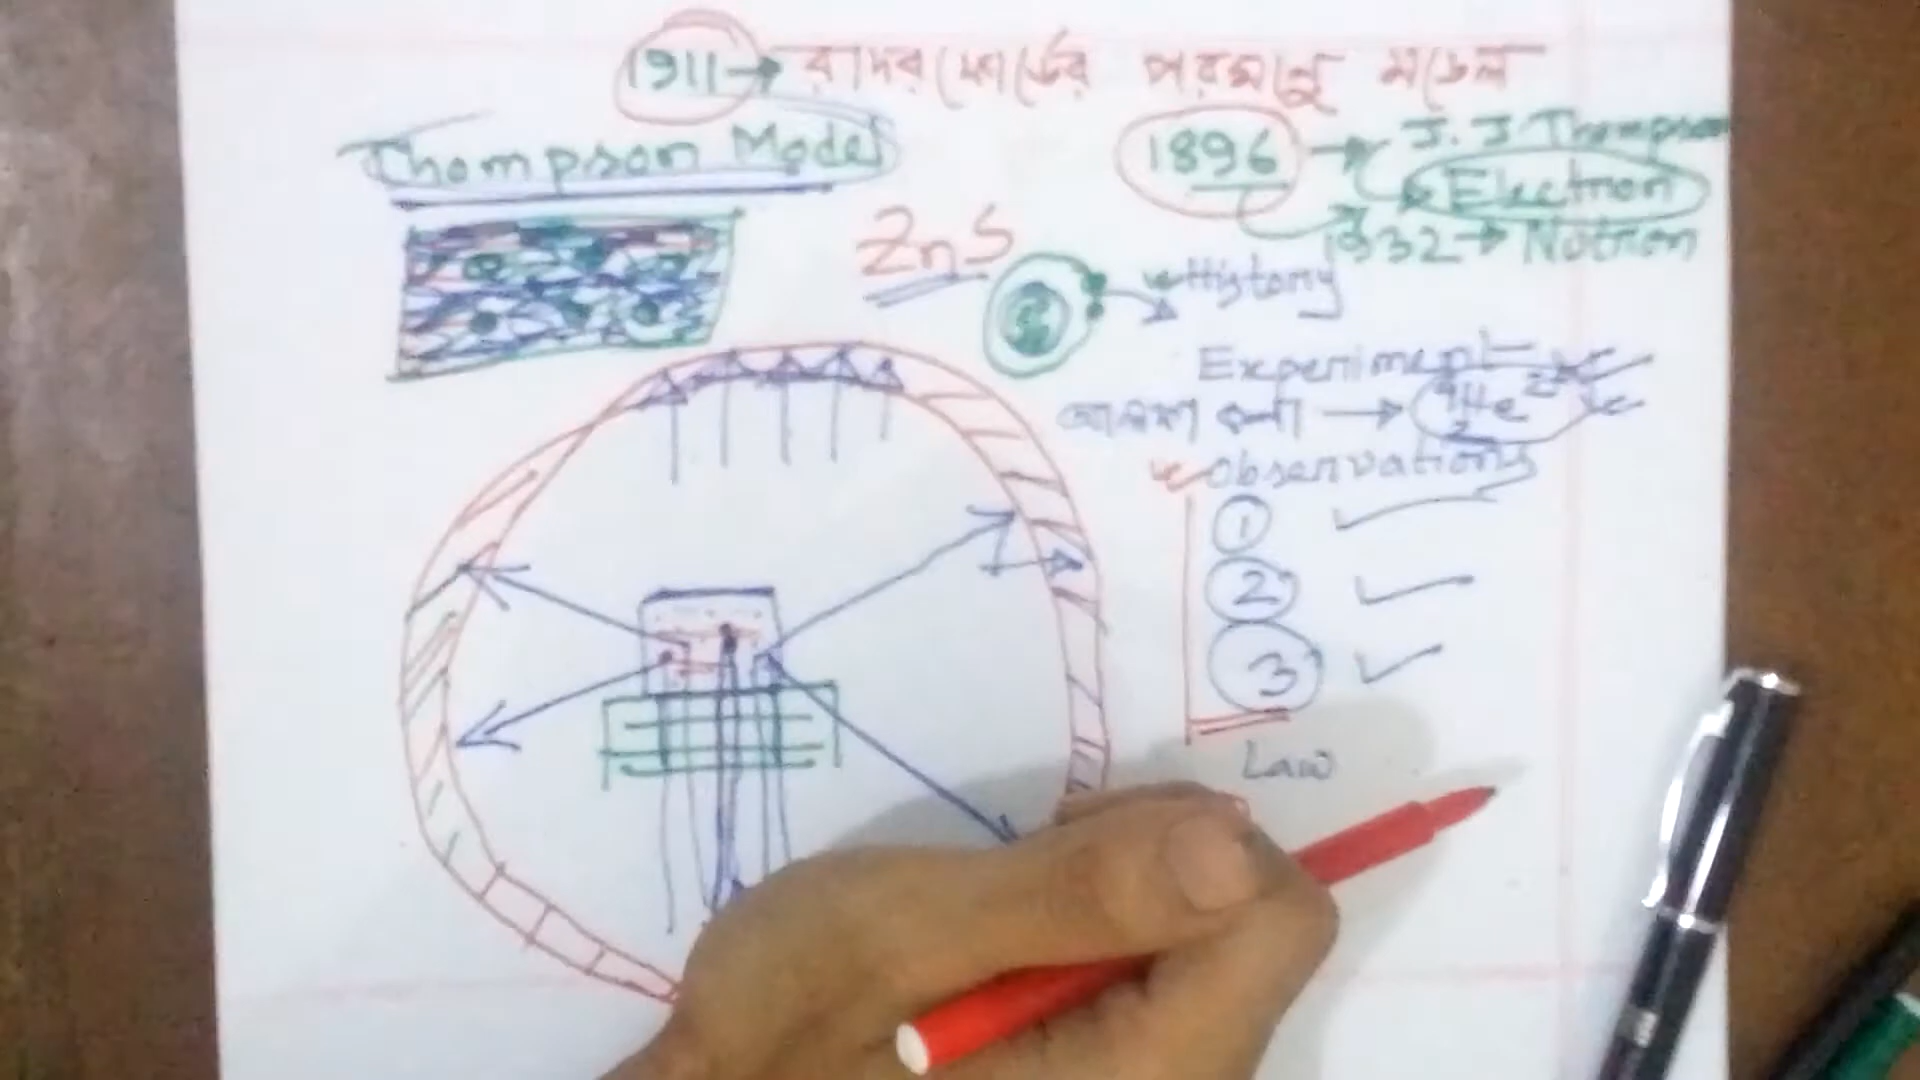 1911 → রাদারফোর্ডের পরমানু মডেল
Thompson Model
1896 → J. J. Thompson
→ Electron
1932 → Nutron
ZnS
History
Experiment
আলফা কণা → ⁴₂He²⁺
Observations
1
2
3
Law